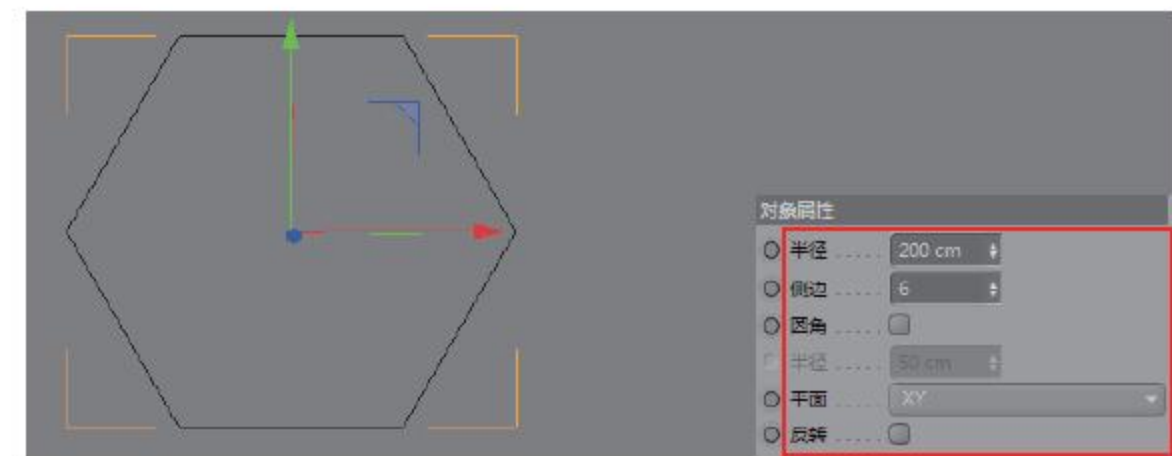 对象属性
半径 ..... 200 cm
侧边 ..... 6
圆角 .....
半径 ..... 50 cm
平面 ..... XY
反转 .....